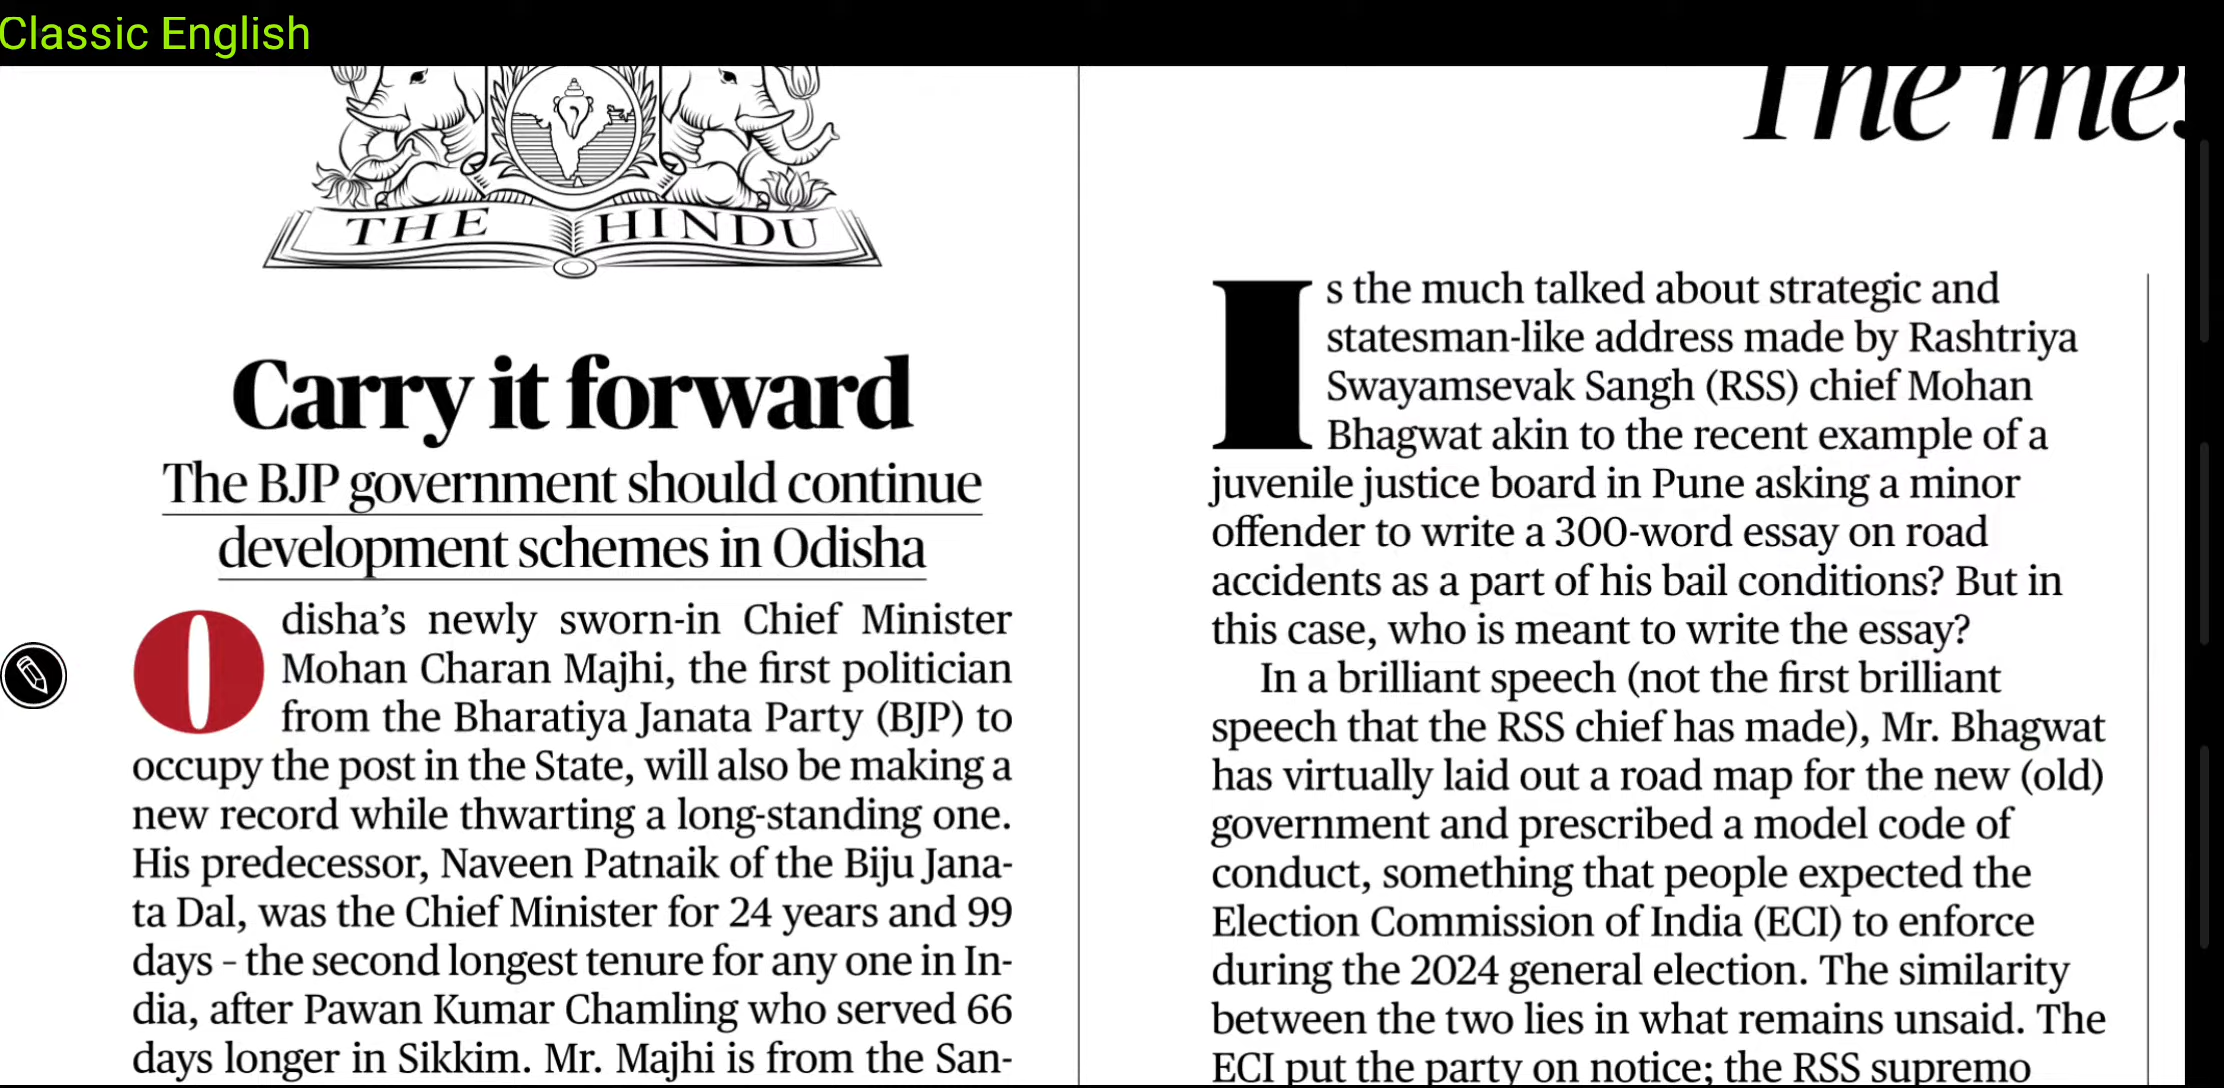 Classic English
THE HINDU
Carry it forward
The BJP government should continue
development schemes in Odisha
Odisha’s newly sworn-in Chief Minister
Mohan Charan Majhi, the first politician
from the Bharatiya Janata Party (BJP) to
occupy the post in the State, will also be making a
new record while thwarting a long-standing one.
His predecessor, Naveen Patnaik of the Biju Jana-
ta Dal, was the Chief Minister for 24 years and 99
days – the second longest tenure for any one in In-
dia, after Pawan Kumar Chamling who served 66
days longer in Sikkim. Mr. Majhi is from the San-
The me
Is the much talked about strategic and
statesman-like address made by Rashtriya
Swayamsevak Sangh (RSS) chief Mohan
Bhagwat akin to the recent example of a
juvenile justice board in Pune asking a minor
offender to write a 300-word essay on road
accidents as a part of his bail conditions? But in
this case, who is meant to write the essay?
In a brilliant speech (not the first brilliant
speech that the RSS chief has made), Mr. Bhagwat
has virtually laid out a road map for the new (old)
government and prescribed a model code of
conduct, something that people expected the
Election Commission of India (ECI) to enforce
during the 2024 general election. The similarity
between the two lies in what remains unsaid. The
ECI put the party on notice; the RSS supremo